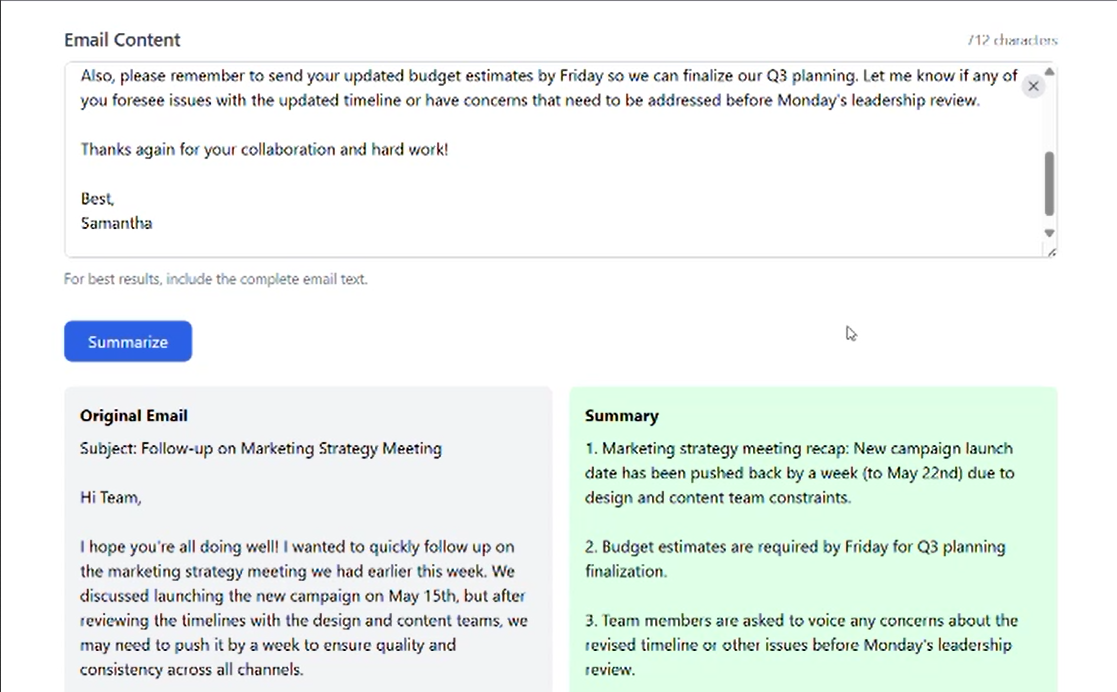 Email Content
712 characters
Also, please remember to send your updated budget estimates by Friday so we can finalize our Q3 planning. Let me know if any of
you foresee issues with the updated timeline or have concerns that need to be addressed before Monday's leadership review.
Thanks again for your collaboration and hard work!
Best,
Samantha
For best results, include the complete email text.
Summarize
Original Email
Subject: Follow-up on Marketing Strategy Meeting
Hi Team,
I hope you're all doing well! I wanted to quickly follow up on
the marketing strategy meeting we had earlier this week. We
discussed launching the new campaign on May 15th, but after
reviewing the timelines with the design and content teams, we
may need to push it by a week to ensure quality and
consistency across all channels.
Summary
1. Marketing strategy meeting recap: New campaign launch
date has been pushed back by a week (to May 22nd) due to
design and content team constraints.
2. Budget estimates are required by Friday for Q3 planning
finalization.
3. Team members are asked to voice any concerns about the
revised timeline or other issues before Monday's leadership
review.